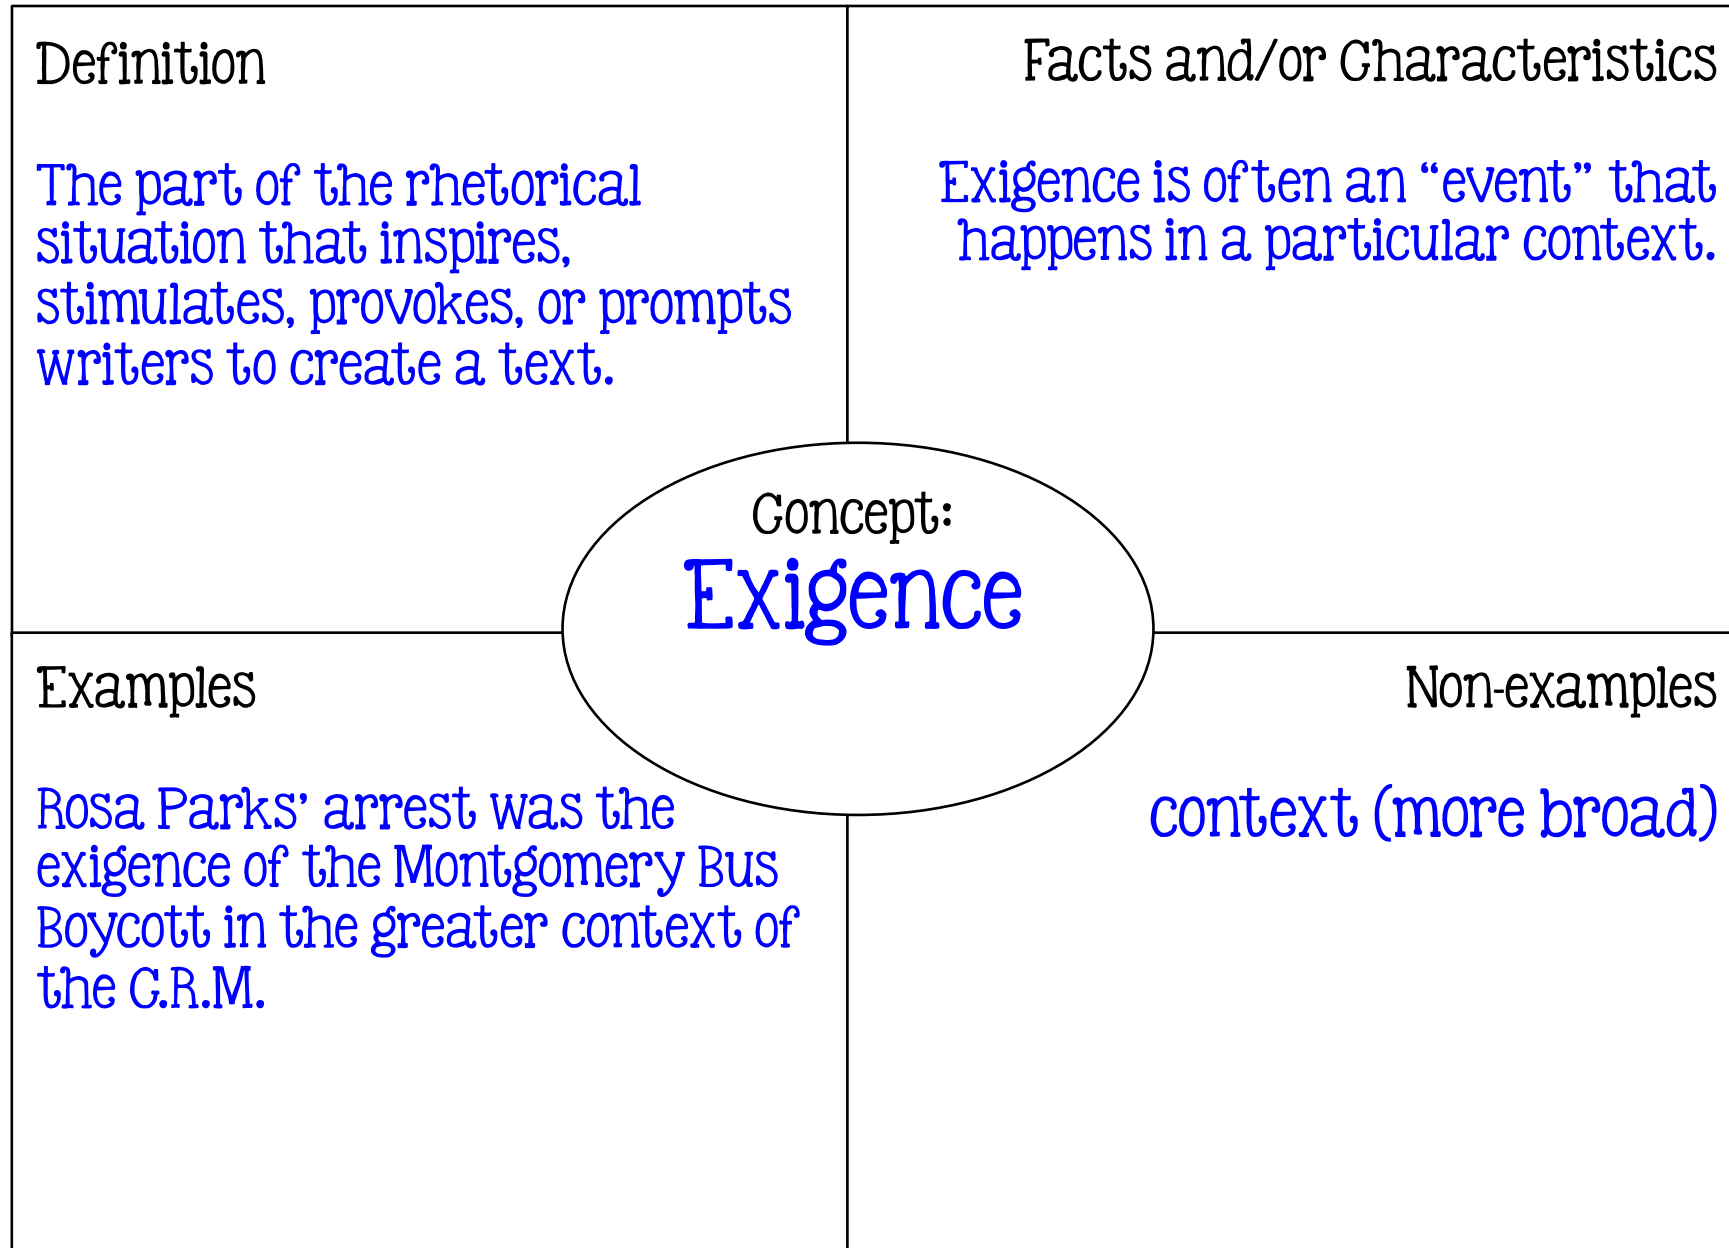 Definition
The part of the rhetorical
situation that inspires,
stimulates, provokes, or prompts
writers to create a text.
Facts and/or Characteristics
Exigence is often an “event” that
happens in a particular context.
Concept:
Exigence
Examples
Rosa Parks’ arrest was the
exigence of the Montgomery Bus
Boycott in the greater context of
the C.R.M.
Non-examples
context (more broad)